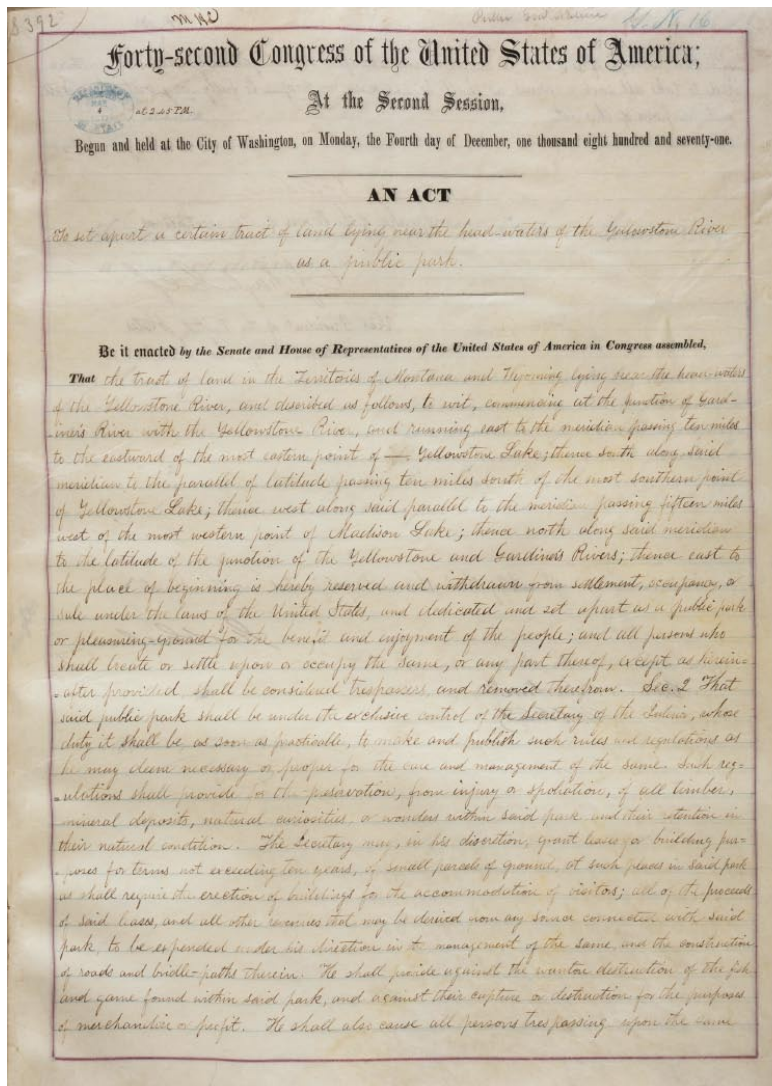 8392
Forty-second Congress of the United States of America;
At the Second Session,
at 2.45 P.M.
Begun and held at the City of Washington, on Monday, the Fourth day of December, one thousand eight hundred and seventy-one.
AN ACT
To set apart a certain tract of land lying near the head-waters of the Yellowstone River
as a public park.
Be it enacted by the Senate and House of Representatives of the United States of America in Congress assembled,
That the tract of land in the Territories of Montana and Wyoming lying near the head-waters
of the Yellowstone River, and described as follows, to wit, commencing at the junction of Gard-
-iner's River with the Yellowstone River, and running east to the meridian passing ten miles
to the eastward of the most eastern point of Yellowstone Lake; thence south along said
meridian to the parallel of latitude passing ten miles south of the most southern point
of Yellowstone Lake; thence west along said parallel to the meridian passing fifteen miles
west of the most western point of Madison Lake; thence north along said meridian
to the latitude of the junction of the Yellowstone and Gardiner's Rivers; thence east to
the place of beginning is hereby reserved and withdrawn from settlement, occupancy, or
sale under the laws of the United States, and dedicated and set apart as a public park
or pleasuring-ground for the benefit and enjoyment of the people; and all persons who
shall locate or settle upon or occupy the same, or any part thereof, except as herein-
-after provided, shall be considered trespassers, and removed therefrom. Sec. 2 That
said public park shall be under the exclusive control of the Secretary of the Interior, whose
duty it shall be, as soon as practicable, to make and publish such rules and regulations as
he may deem necessary or proper for the care and management of the same. Such reg-
-ulations shall provide for the preservation, from injury or spoliation, of all timber,
mineral deposits, natural curiosities, or wonders within said park and their retention in
their natural condition. The Secretary may, in his discretion, grant leases for building pur-
-poses for terms not exceeding ten years, of small parcels of ground, at such places in said park
as shall require the erection of buildings for the accommodation of visitors; all of the proceeds
of said leases, and all other revenues that may be derived from any source connected with said
park, to be expended under his direction in the management of the same, and the construction
of roads and bridle-paths therein. He shall provide against the wanton destruction of the fish
and game found within said park, and against their capture or destruction for the purposes
of merchandise or profit. He shall also cause all persons trespassing upon the same